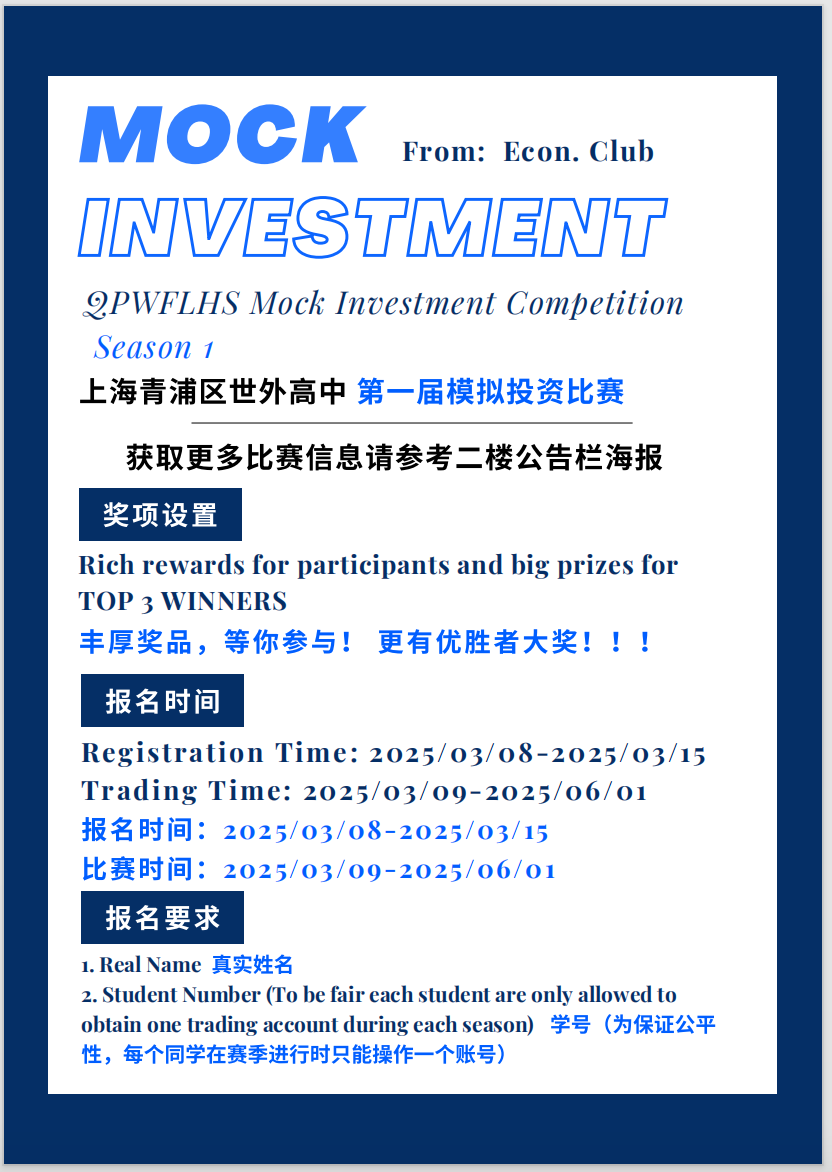 MOCK From: Econ. Club
INVESTMENT
QPWFLHS Mock Investment Competition
Season 1
上海青浦区世外高中 第一届模拟投资比赛
获取更多比赛信息请参考二楼公告栏海报
奖项设置
Rich rewards for participants and big prizes for
TOP 3 WINNERS
丰厚奖品，等你参与！ 更有优胜者大奖！！！
报名时间
Registration Time: 2025/03/08-2025/03/15
Trading Time: 2025/03/09-2025/06/01
报名时间：2025/03/08-2025/03/15
比赛时间：2025/03/09-2025/06/01
报名要求
1. Real Name 真实姓名
2. Student Number (To be fair each student are only allowed to
obtain one trading account during each season) 学号（为保证公平
性，每个同学在赛季进行时只能操作一个账号）